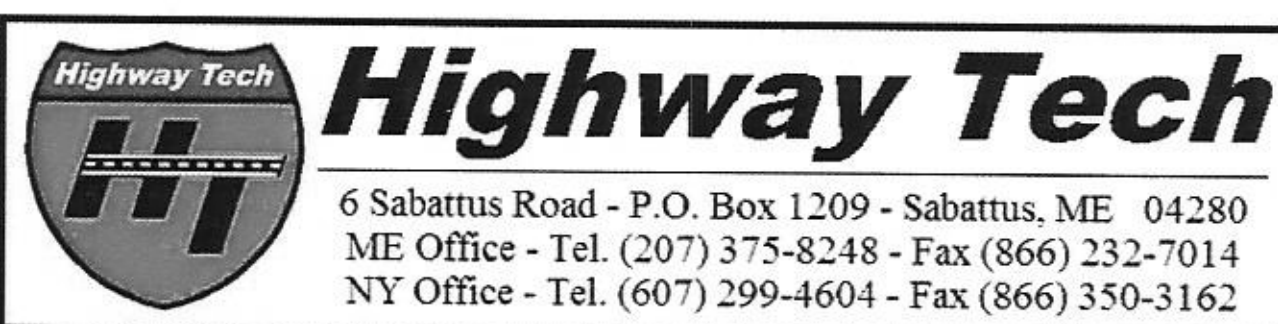 Highway Tech
HT
Highway Tech
6 Sabattus Road - P.O. Box 1209 - Sabattus, ME 04280
ME Office - Tel. (207) 375-8248 - Fax (866) 232-7014
NY Office - Tel. (607) 299-4604 - Fax (866) 350-3162